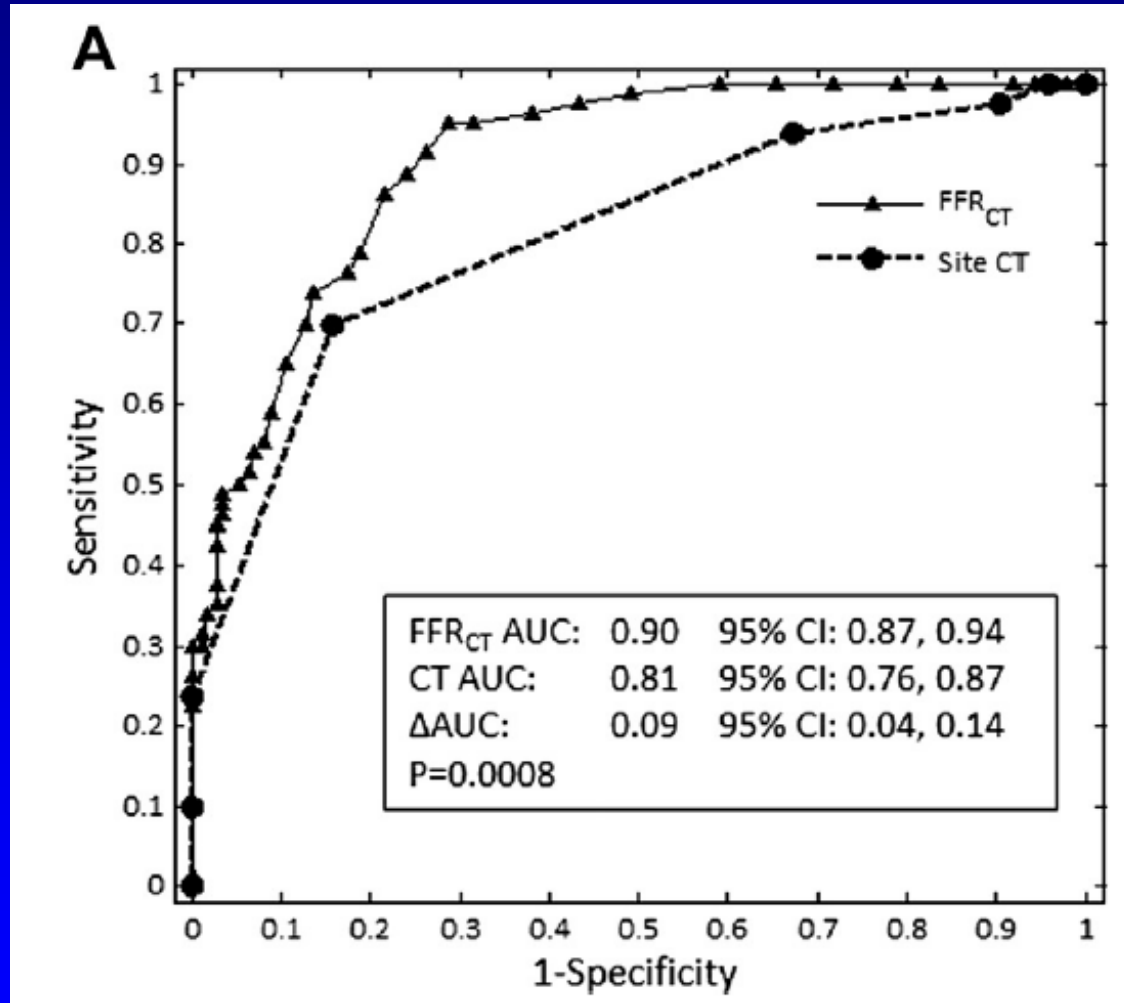 A
1
0.9
0.8
0.7
0.6
0.5
0.4
0.3
0.2
0.1
0
Sensitivity
FFRCT
Site CT
FFRCT AUC: 0.90 95% CI: 0.87, 0.94
CT AUC: 0.81 95% CI: 0.76, 0.87
ΔAUC: 0.09 95% CI: 0.04, 0.14
P=0.0008
0 0.1 0.2 0.3 0.4 0.5 0.6 0.7 0.8 0.9 1
1-Specificity